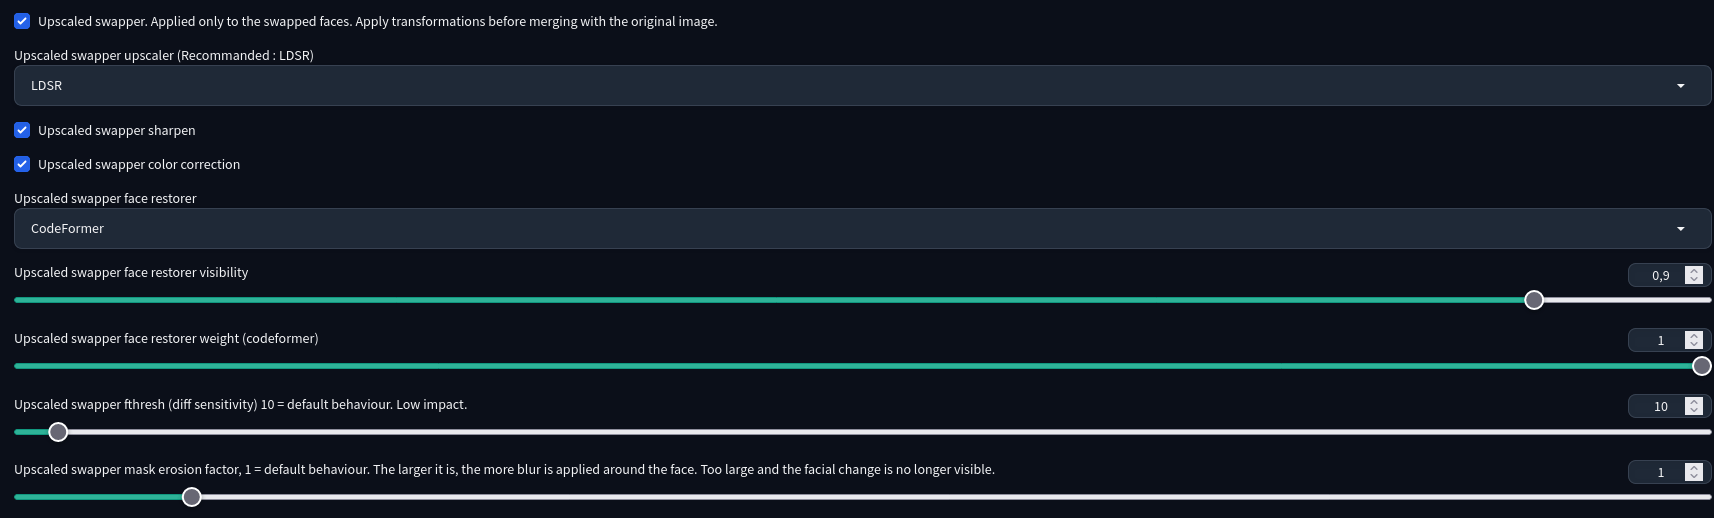 Upscaled swapper. Applied only to the swapped faces. Apply transformations before merging with the original image.
Upscaled swapper upscaler (Recommanded : LDSR)
LDSR
Upscaled swapper sharpen
Upscaled swapper color correction
Upscaled swapper face restorer
CodeFormer
Upscaled swapper face restorer visibility
0,9
Upscaled swapper face restorer weight (codeformer)
1
Upscaled swapper fthresh (diff sensitivity) 10 = default behaviour. Low impact.
10
Upscaled swapper mask erosion factor, 1 = default behaviour. The larger it is, the more blur is applied around the face. Too large and the facial change is no longer visible.
1